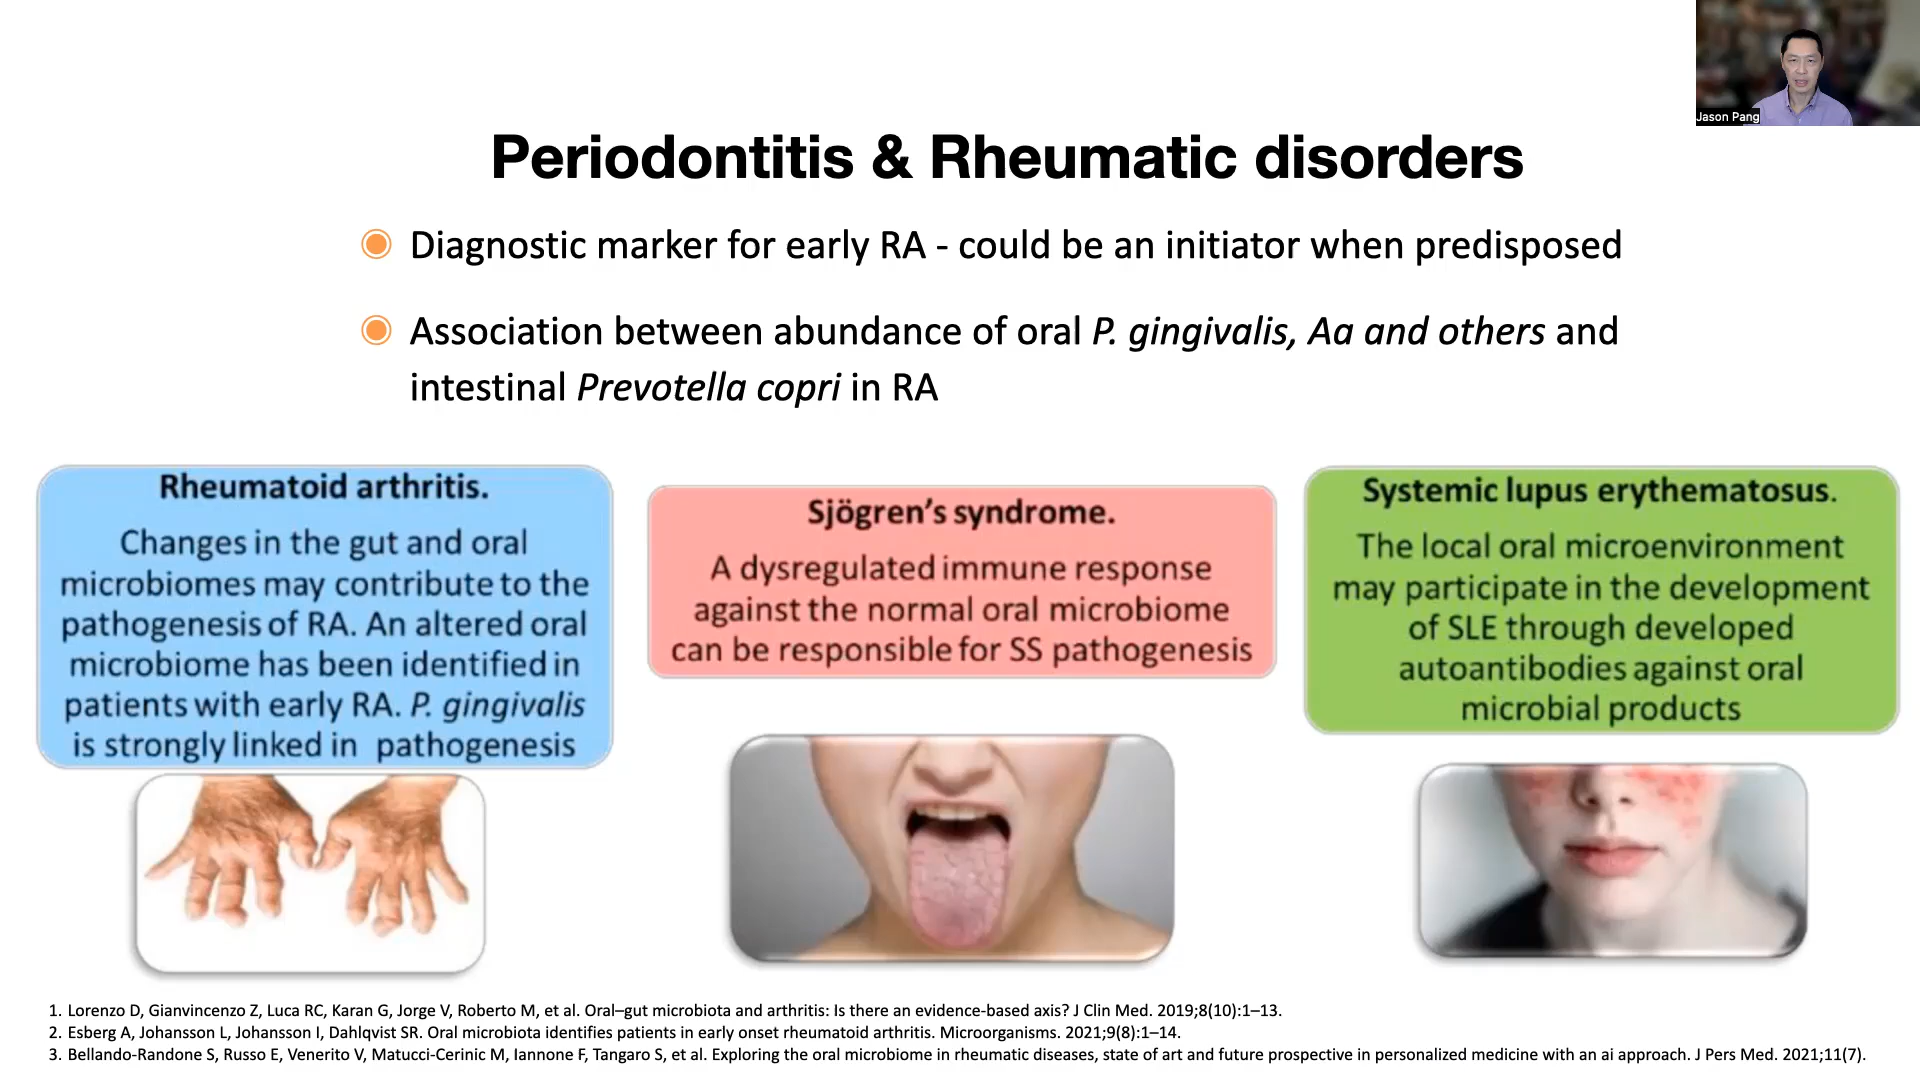 Jason Pang
Periodontitis & Rheumatic disorders
Diagnostic marker for early RA - could be an initiator when predisposed
Association between abundance of oral P. gingivalis, Aa and others and
intestinal Prevotella copri in RA
Rheumatoid arthritis.
Changes in the gut and oral
microbiomes may contribute to the
pathogenesis of RA. An altered oral
microbiome has been identified in
patients with early RA. P. gingivalis
is strongly linked in pathogenesis
Sjögren's syndrome.
A dysregulated immune response
against the normal oral microbiome
can be responsible for SS pathogenesis
Systemic lupus erythematosus.
The local oral microenvironment
may participate in the development
of SLE through developed
autoantibodies against oral
microbial products
1. Lorenzo D, Gianvincenzo Z, Luca RC, Karan G, Jorge V, Roberto M, et al. Oral–gut microbiota and arthritis: Is there an evidence-based axis? J Clin Med. 2019;8(10):1–13.
2. Esberg A, Johansson L, Johansson I, Dahlqvist SR. Oral microbiota identifies patients in early onset rheumatoid arthritis. Microorganisms. 2021;9(8):1–14.
3. Bellando-Randone S, Russo E, Venerito V, Matucci-Cerinic M, Iannone F, Tangaro S, et al. Exploring the oral microbiome in rheumatic diseases, state of art and future prospective in personalized medicine with an ai approach. J Pers Med. 2021;11(7).